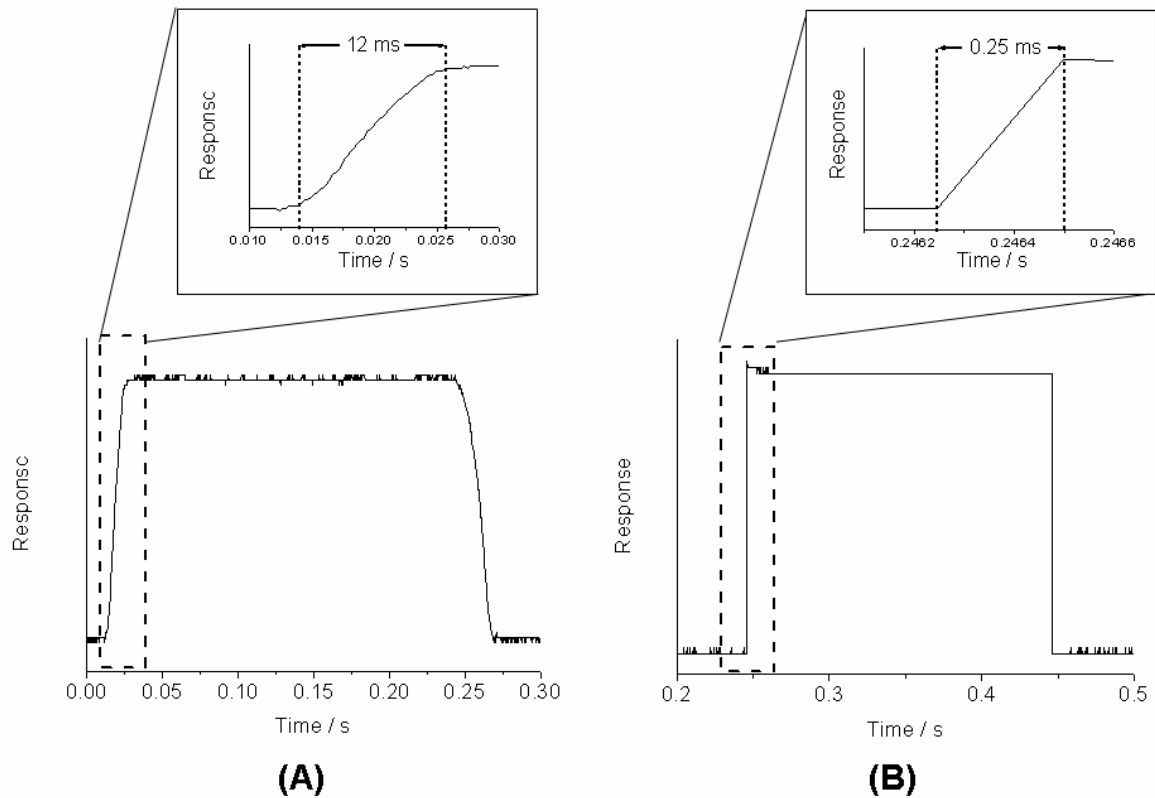 12 ms
Responsc
0.010 0.015 0.020 0.025 0.030
Time / s
0.25 ms
Response
0.2462 0.2464 0.2466
Time / s
Responsc
0.00 0.05 0.10 0.15 0.20 0.25 0.30
Time / s
(A)
Response
0.2 0.3 0.4 0.5
Time / s
(B)